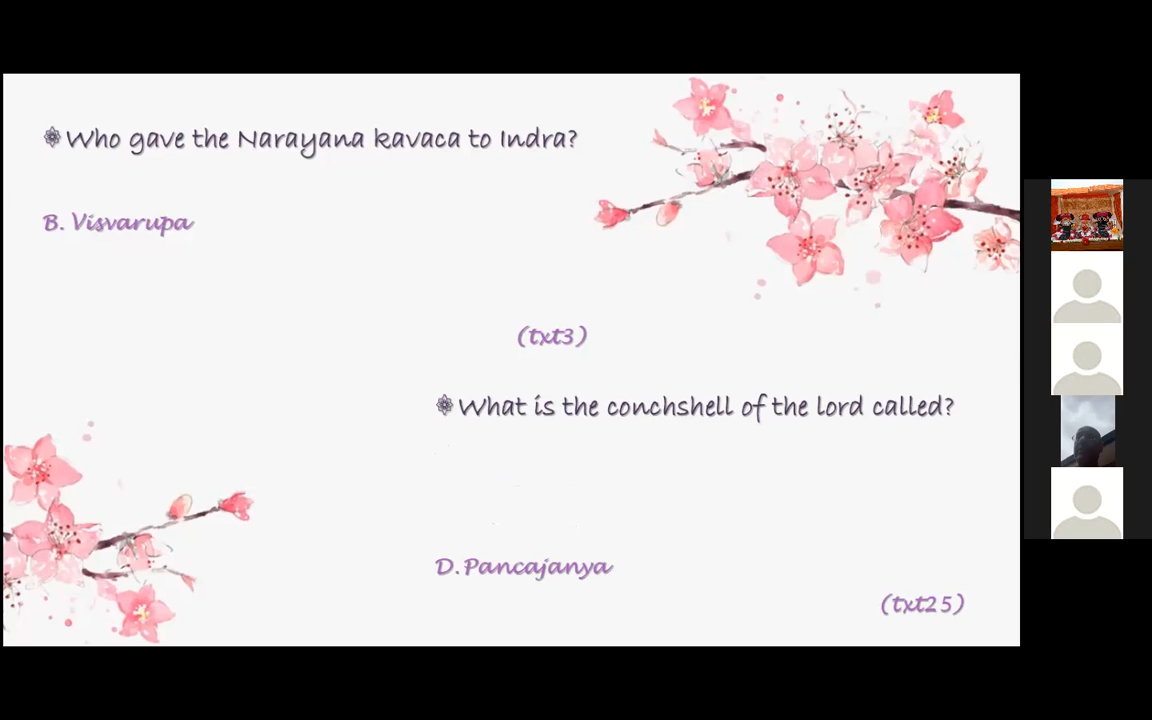 Who gave the Narayana kavaca to Indra?
B. Visvarupa
(txt3)
What is the conchshell of the lord called?
D. Pancajanya
(txt25)